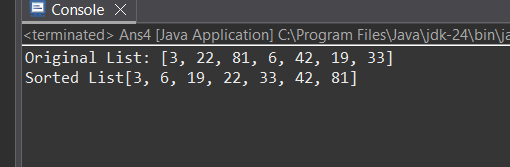 Console
<terminated> Ans4 [Java Application] C:\Program Files\Java\jdk-24\bin\ja
Original List: [3, 22, 81, 6, 42, 19, 33]
Sorted List[3, 6, 19, 22, 33, 42, 81]